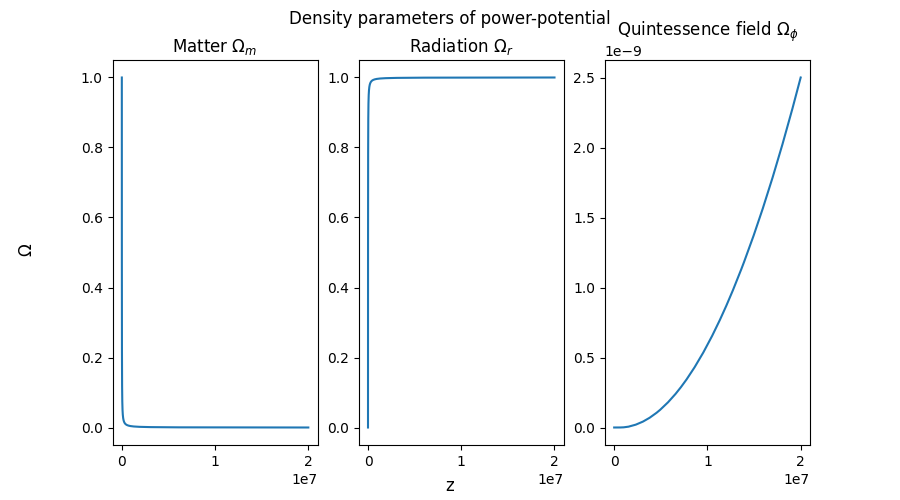 Density parameters of power-potential
Matter Ω_m
1.0
0.8
0.6
0.4
0.2
0.0
0
1
2
1e7
Radiation Ω_r
1.0
0.8
0.6
0.4
0.2
0.0
0
1
2
1e7
Quintessence field Ω_ϕ
1e−9
2.5
2.0
1.5
1.0
0.5
0.0
0
1
2
1e7
Ω
z